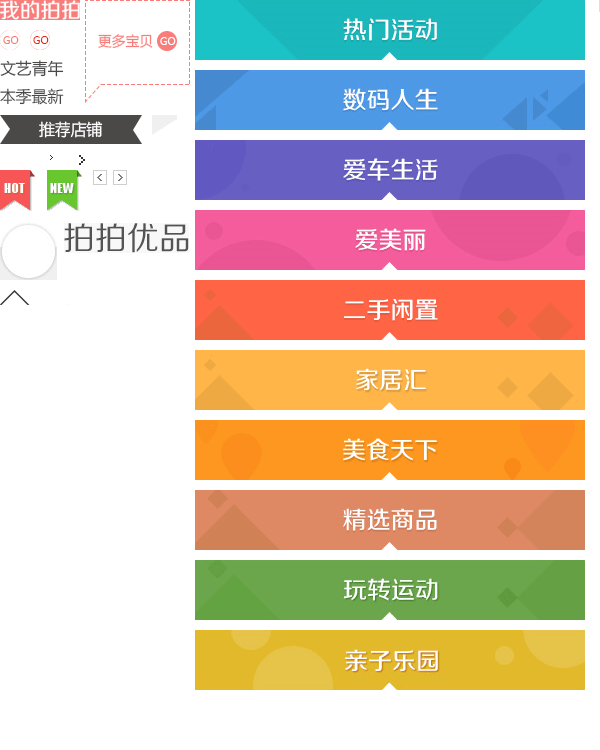 我的拍拍
GO GO
更多宝贝 GO
文艺青年
本季最新
推荐店铺
HOT NEW
拍拍优品
热门活动
数码人生
爱车生活
爱美丽
二手闲置
家居汇
美食天下
精选商品
玩转运动
亲子乐园